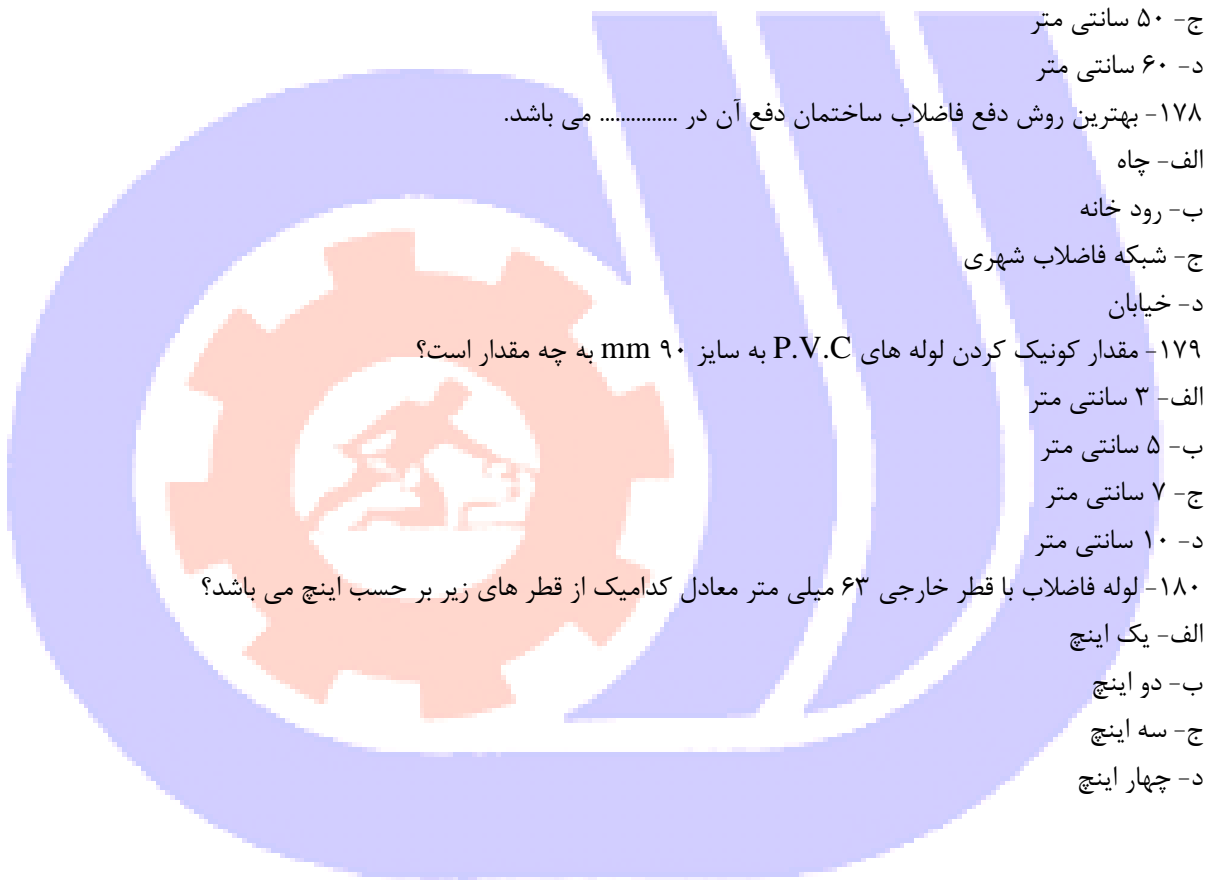 ج- ۵۰ سانتی متر
د- ۶۰ سانتی متر
۱۷۸- بهترین روش دفع فاضلاب ساختمان دفع آن در ............... می باشد.
الف- چاه
ب- رود خانه
ج- شبکه فاضلاب شهری
د- خیابان
۱۷۹- مقدار کونیک کردن لوله های P.V.C به سایز ۹۰ mm به چه مقدار است؟
الف- ۳ سانتی متر
ب- ۵ سانتی متر
ج- ۷ سانتی متر
د- ۱۰ سانتی متر
۱۸۰- لوله فاضلاب با قطر خارجی ۶۳ میلی متر معادل کدامیک از قطر های زیر بر حسب اینچ می باشد؟
الف- یک اینچ
ب- دو اینچ
ج- سه اینچ
د- چهار اینچ